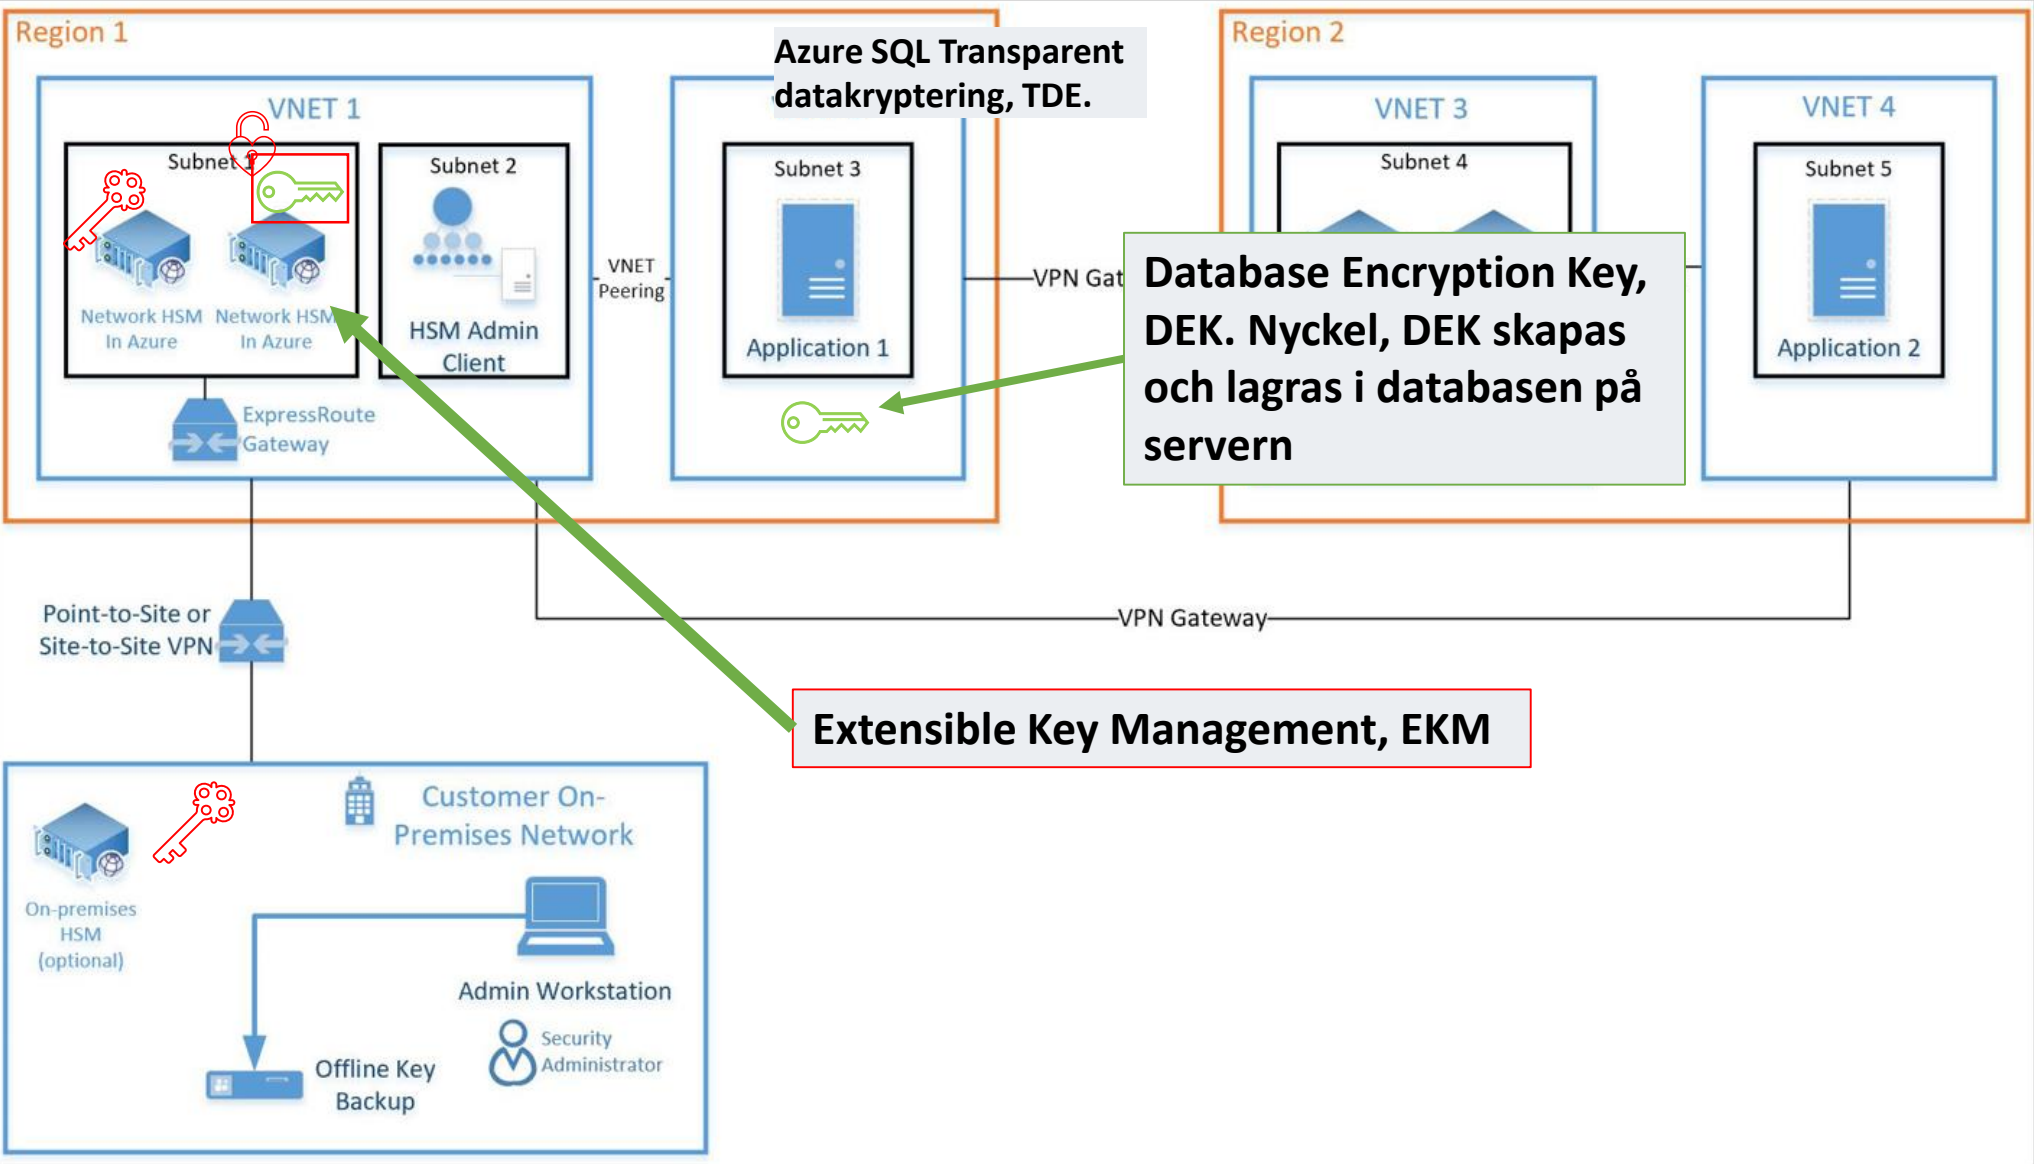 Region 1
Azure SQL Transparent
datakryptering, TDE.
Region 2
VNET 1
VNET 3
VNET 4
Subnet 1
Subnet 2
Subnet 3
Subnet 4
Subnet 5
Network HSM
In Azure
Network HSM
In Azure
HSM Admin
Client
VNET
Peering
Application 1
VPN Gat
Database Encryption Key,
DEK. Nyckel, DEK skapas
och lagras i databasen på
servern
Application 2
ExpressRoute
Gateway
Point-to-Site or
Site-to-Site VPN
VPN Gateway
Extensible Key Management, EKM
Customer On-
Premises Network
On-premises
HSM
(optional)
Admin Workstation
Security
Administrator
Offline Key
Backup